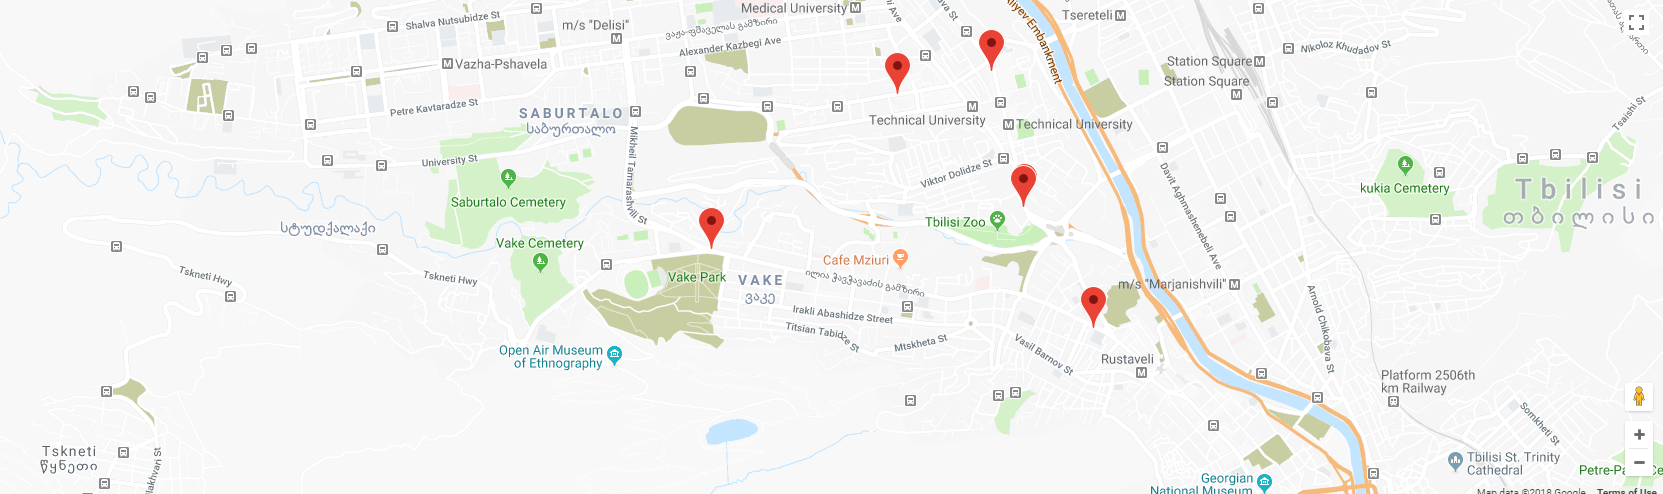 Medical University
Tsereteli
Shalva Nutsubidze St
m/s "Delisi"
ვაჟა-ფშაველას გამზირი
Alexander Kazbegi Ave
Vazha-Pshavela
Nikoloz Khudadov St
Station Square
Station Square
Petre Kavtaradze St
SABURTALO
საბურთალო
Technical University
Technical University
Tsaishi St
Mikheil Tamarashvili St
University St
Viktor Dolidze St
Davit Aghmashenebeli Ave
kukia Cemetery
Tbilisi
თბილისი
Saburtalo Cemetery
Tbilisi Zoo
სტუდქალაქი
Vake Cemetery
Cafe Mziuri
Tskneti Hwy
Tskneti Hwy
Vake Park
VAKE
ვაკე
ილია ჭავჭავაძის გამზირი
m/s "Marjanishvili"
Arnold Chikobava St
Irakli Abashidze Street
Titsian Tabidze St
Mtskheta St
Vasil Barnov St
Open Air Museum
of Ethnography
Rustaveli
Platform 2506th
km Railway
Somkheti St
Tskneti
წყნეთი
Tbilisi St. Trinity
Cathedral
Georgian
National Museum
Map data ©2018 Google
Terms of Use